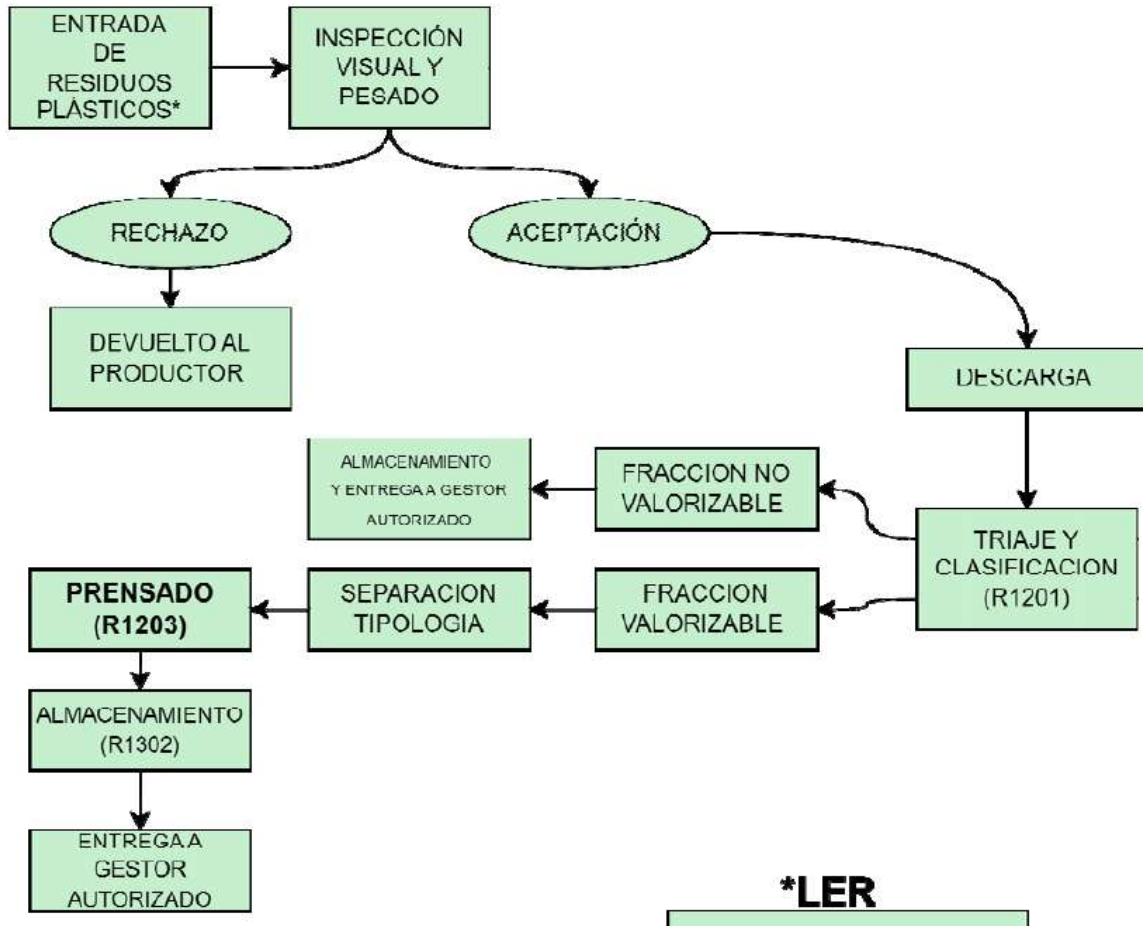 ENTRADA
DE
RESIDUOS
PLÁSTICOS*
INSPECCIÓN
VISUAL Y
PESADO
RECHAZO
ACEPTACIÓN
DEVUELTO AL
PRODUCTOR
DESCARGA
ALMACENAMIENTO
Y ENTREGA A GESTOR
AUTORIZADO
FRACCION NO
VALORIZABLE
TRIAJE Y
CLASIFICACION
(R1201)
PRENSADO
(R1203)
SEPARACION
TIPOLOGIA
FRACCION
VALORIZABLE
ALMACENAMIENTO
(R1302)
ENTREGA A
GESTOR
AUTORIZADO
*LER